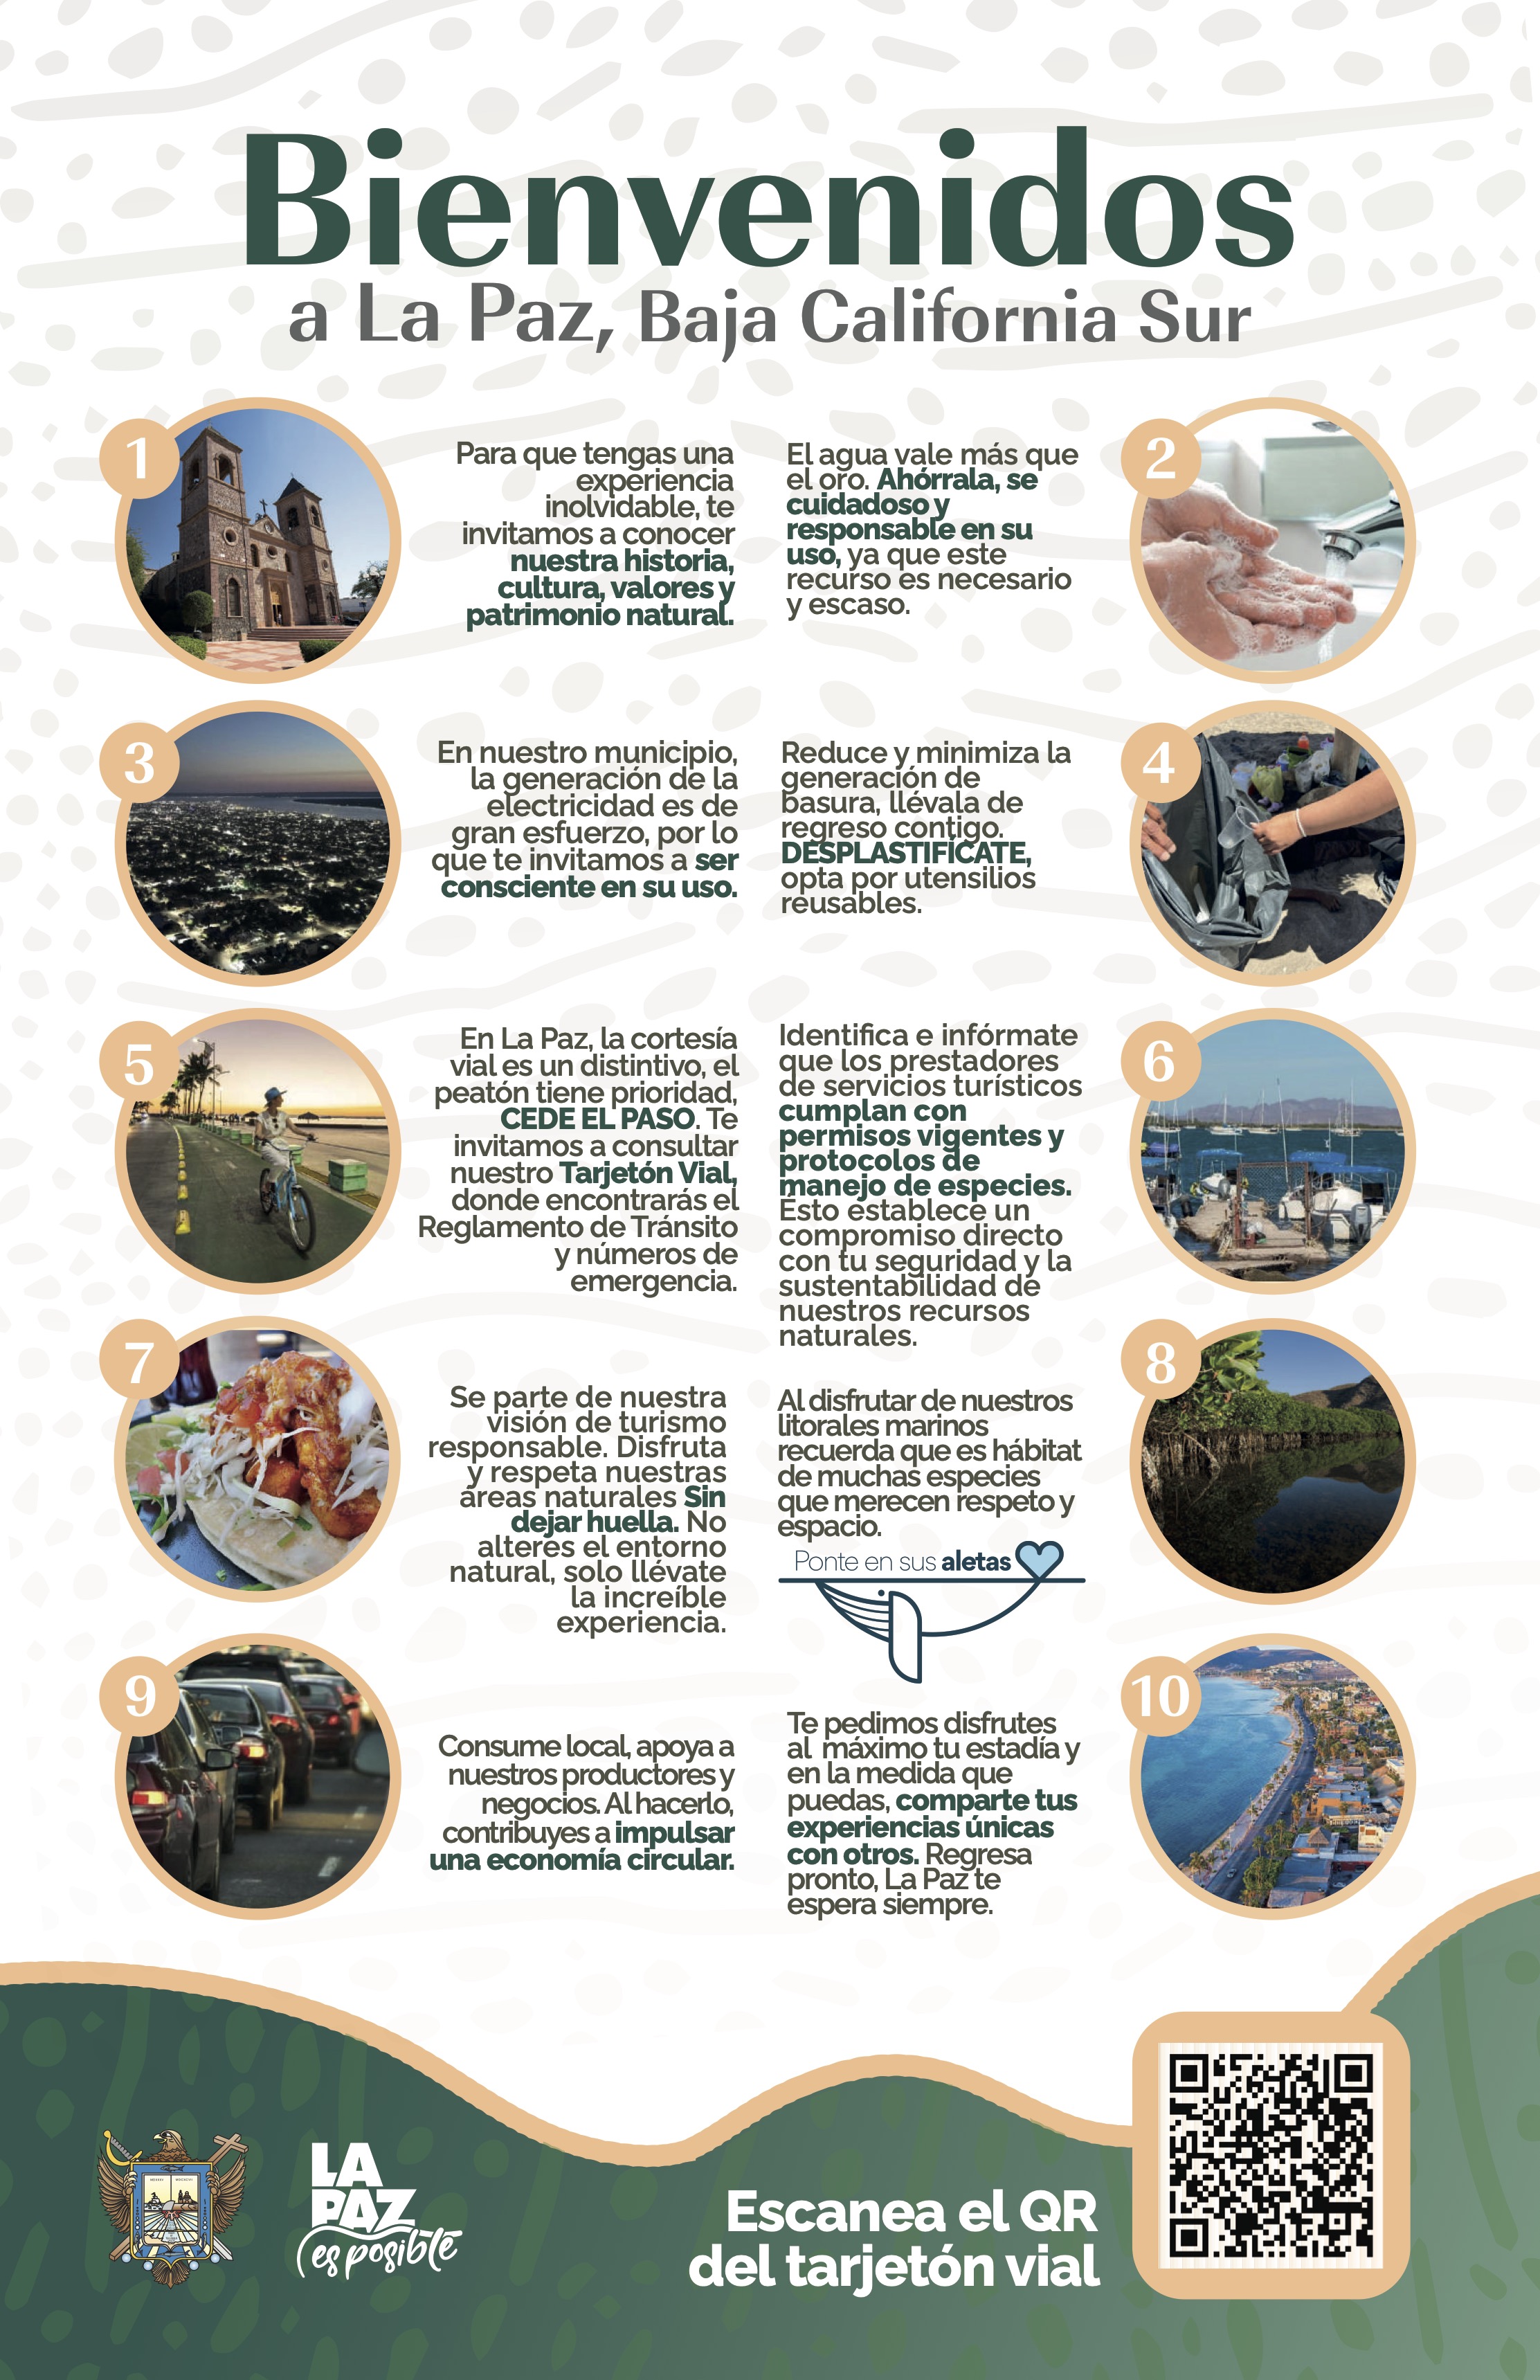 Bienvenidos
a La Paz, Baja California Sur
1
Para que tengas una
experiencia
inolvidable, te
invitamos a conocer
nuestra historia,
cultura, valores y
patrimonio natural.
2
El agua vale más que
el oro. Ahórrala, se
cuidadoso y
responsable en su
uso, ya que este
recurso es necesario
y escaso.
3
En nuestro municipio,
la generación de la
electricidad es de
gran esfuerzo, por lo
que te invitamos a ser
consciente en su uso.
4
Reduce y minimiza la
generación de
basura, llévala de
regreso contigo.
DESPLASTIFÍCATE,
opta por utensilios
reusables.
5
En La Paz, la cortesía
vial es un distintivo, el
peatón tiene prioridad,
CEDE EL PASO. Te
invitamos a consultar
nuestro Tarjetón Vial,
donde encontrarás el
Reglamento de Tránsito
y números de
emergencia.
6
Identifica e infórmate
que los prestadores
de servicios turísticos
cumplan con
permisos vigentes y
protocolos de
manejo de especies.
Ésto establece un
compromiso directo
con tu seguridad y la
sustentabilidad de
nuestros recursos
naturales.
7
Se parte de nuestra
visión de turismo
responsable. Disfruta
y respeta nuestras
áreas naturales Sin
dejar huella. No
alteres el entorno
natural, solo llévate
la increíble
experiencia.
8
Al disfrutar de nuestros
litorales marinos
recuerda que es hábitat
de muchas especies
que merecen respeto y
espacio.
Ponte en sus aletas
9
Consume local, apoya a
nuestros productores y
negocios. Al hacerlo,
contribuyes a impulsar
una economía circular.
10
Te pedimos disfrutes
al máximo tu estadía y
en la medida que
puedas, comparte tus
experiencias únicas
con otros. Regresa
pronto, La Paz te
espera siempre.
LA
PAZ
es posible
Escanea el QR
del tarjetón vial